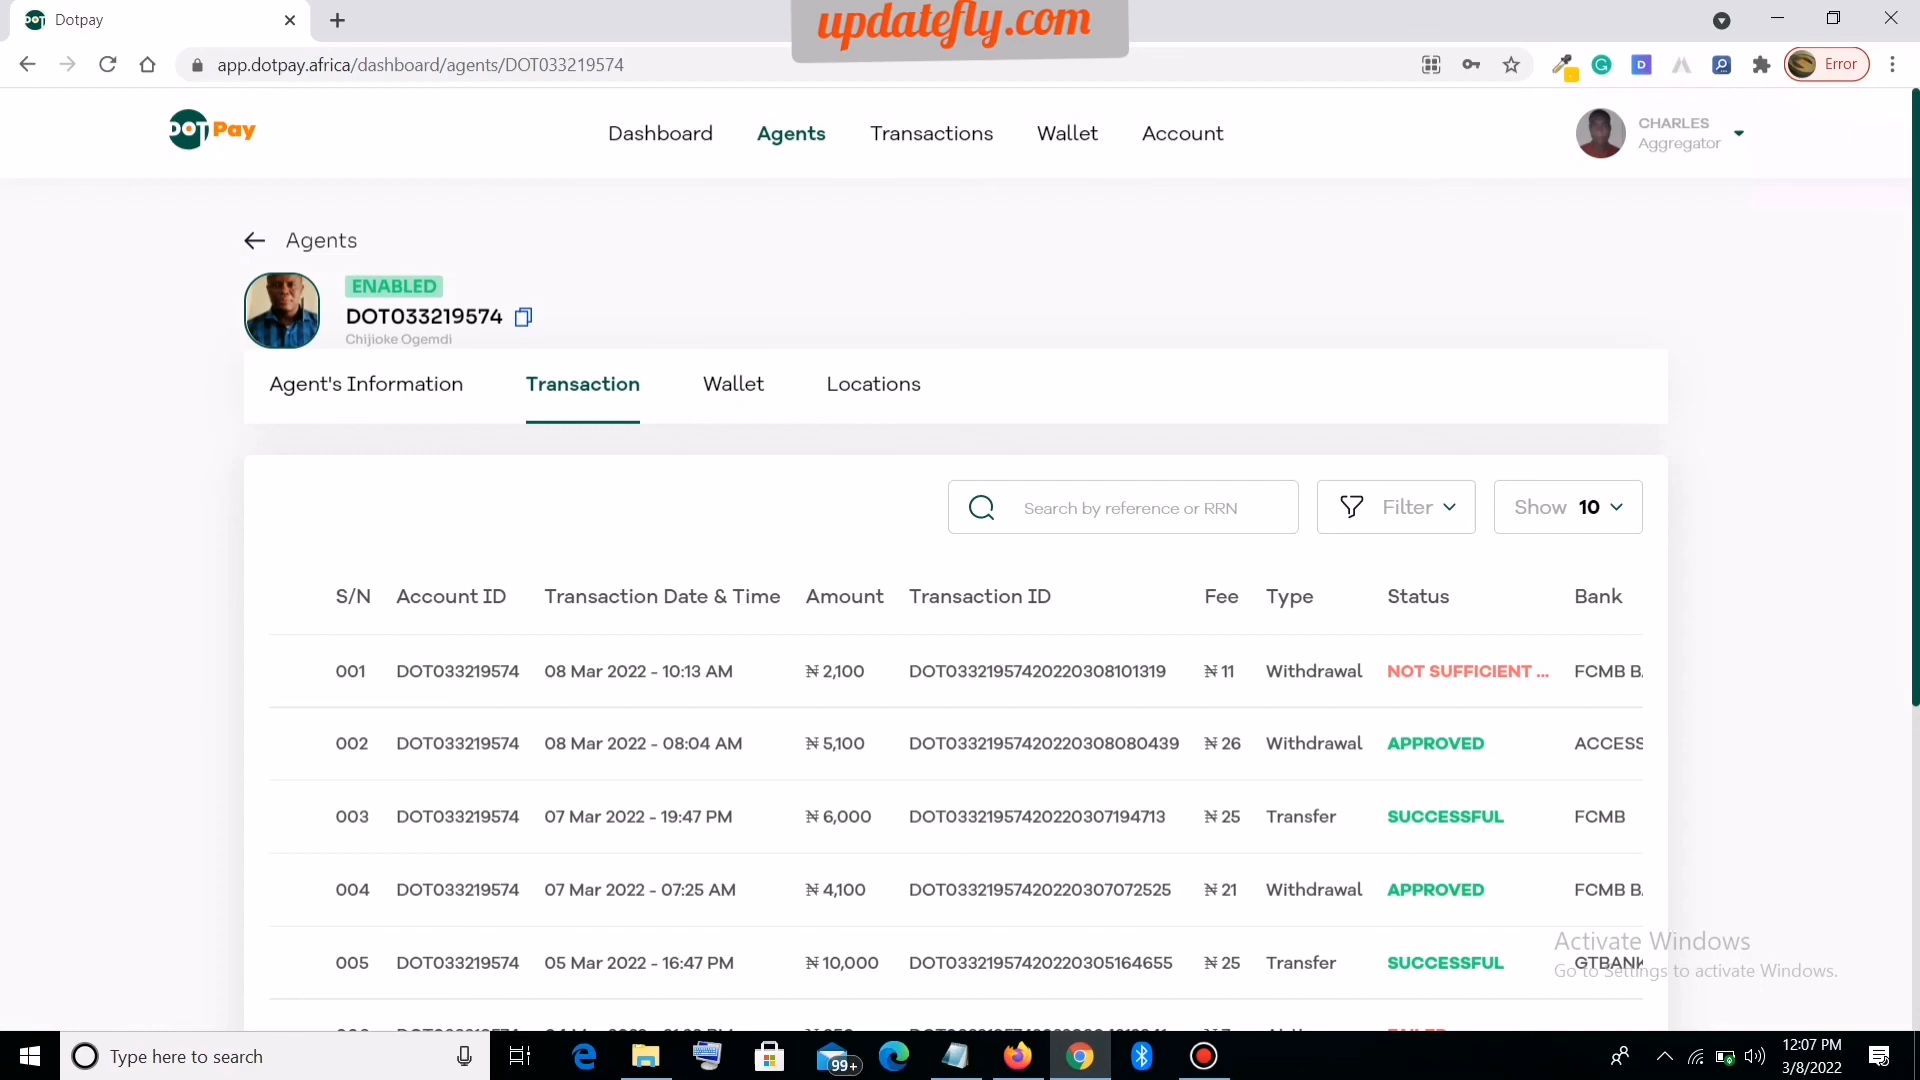 Dotpay
updatefly.com
app.dotpay.africa/dashboard/agents/DOT033219574
Error
DOT Pay
Dashboard Agents Transactions Wallet Account
CHARLES
Aggregator
Agents
ENABLED
DOT033219574
Chijioke Ogemdi
Agent's Information Transaction Wallet Locations
Search by reference or RRN Filter Show 10
S/N Account ID Transaction Date & Time Amount Transaction ID Fee Type Status Bank
001 DOT033219574 08 Mar 2022 - 10:13 AM ₦ 2,100 DOT03321957420220308101319 ₦ 11 Withdrawal NOT SUFFICIENT ... FCMB B
002 DOT033219574 08 Mar 2022 - 08:04 AM ₦ 5,100 DOT03321957420220308080439 ₦ 26 Withdrawal APPROVED ACCESS
003 DOT033219574 07 Mar 2022 - 19:47 PM ₦ 6,000 DOT03321957420220307194713 ₦ 25 Transfer SUCCESSFUL FCMB
004 DOT033219574 07 Mar 2022 - 07:25 AM ₦ 4,100 DOT03321957420220307072525 ₦ 21 Withdrawal APPROVED FCMB B
005 DOT033219574 05 Mar 2022 - 16:47 PM ₦ 10,000 DOT03321957420220305164655 ₦ 25 Transfer SUCCESSFUL GTBANK
Activate Windows
Go to Settings to activate Windows.
Type here to search
99+
12:07 PM
3/8/2022